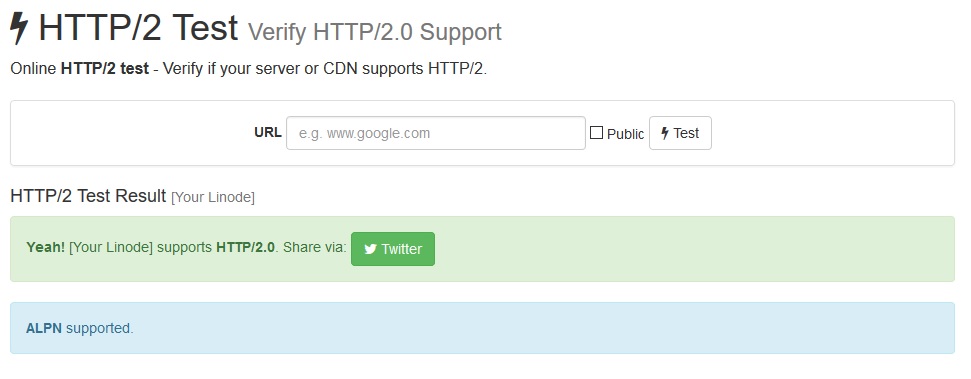 HTTP/2 Test Verify HTTP/2.0 Support
Online HTTP/2 test - Verify if your server or CDN supports HTTP/2.
URL e.g. www.google.com Public Test
HTTP/2 Test Result [Your Linode]
Yeah! [Your Linode] supports HTTP/2.0. Share via: Twitter
ALPN supported.